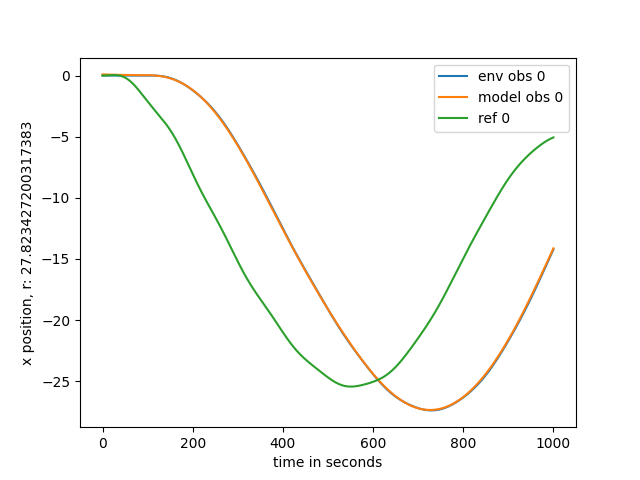 env obs 0
model obs 0
ref 0
0
−5
−10
−15
−20
−25
x position, r: 27.823427200317383
0
200
400
600
800
1000
time in seconds